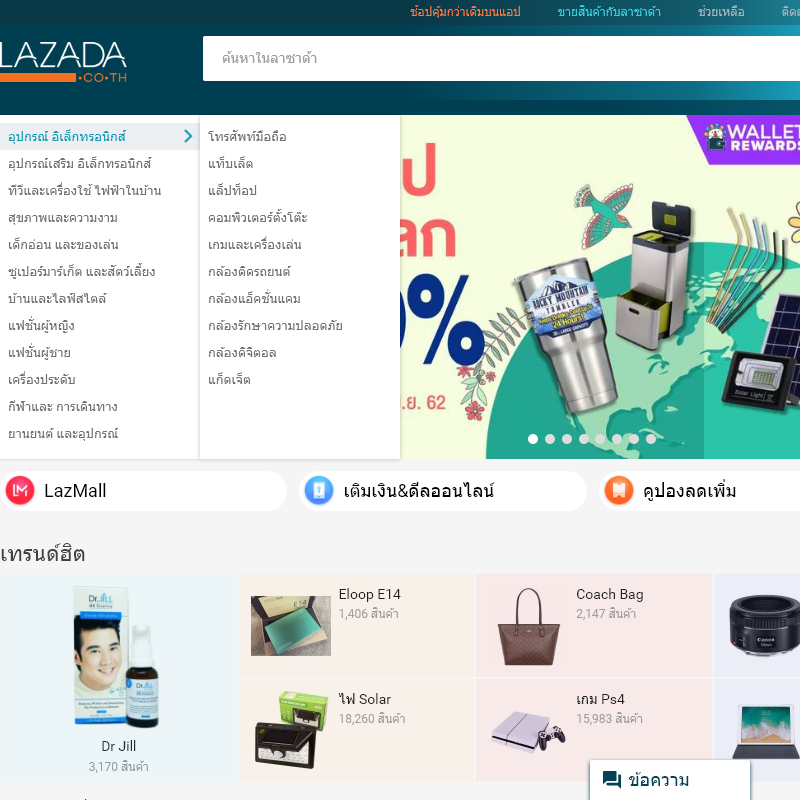 ช้อปคุ้มกว่าเดิมบนแอป
ขายสินค้ากับลาซาด้า
ช่วยเหลือ
LAZADA
.CO.TH
ค้นหาในลาซาด้า
อุปกรณ์ อิเล็กทรอนิกส์
อุปกรณ์เสริม อิเล็กทรอนิกส์
ทีวีและเครื่องใช้ ไฟฟ้าในบ้าน
สุขภาพและความงาม
เด็กอ่อน และของเล่น
ซูเปอร์มาร์เก็ต และสัตว์เลี้ยง
บ้านและไลฟ์สไตล์
แฟชั่นผู้หญิง
แฟชั่นผู้ชาย
เครื่องประดับ
กีฬาและ การเดินทาง
ยานยนต์ และอุปกรณ์
โทรศัพท์มือถือ
แท็บเล็ต
แล็ปท็อป
คอมพิวเตอร์ตั้งโต๊ะ
เกมและเครื่องเล่น
กล้องติดรถยนต์
กล้องแอ็คชั่นแคม
กล้องรักษาความปลอดภัย
กล้องดิจิตอล
แก็ดเจ็ต
WALLET
REWARDS
%
.ย. 62
ROCKY MOUNTAIN
TUMBLER
24 Hours!
Solar Light
LazMall
เติมเงิน&ดีลออนไลน์
คูปองลดเพิ่ม
เทรนด์ฮิต
Dr.JiLL
Dr Jill
3,170 สินค้า
E14
Eloop E14
1,406 สินค้า
Coach Bag
2,147 สินค้า
Canon
ไฟ Solar
18,260 สินค้า
เกม Ps4
15,983 สินค้า
ข้อความ